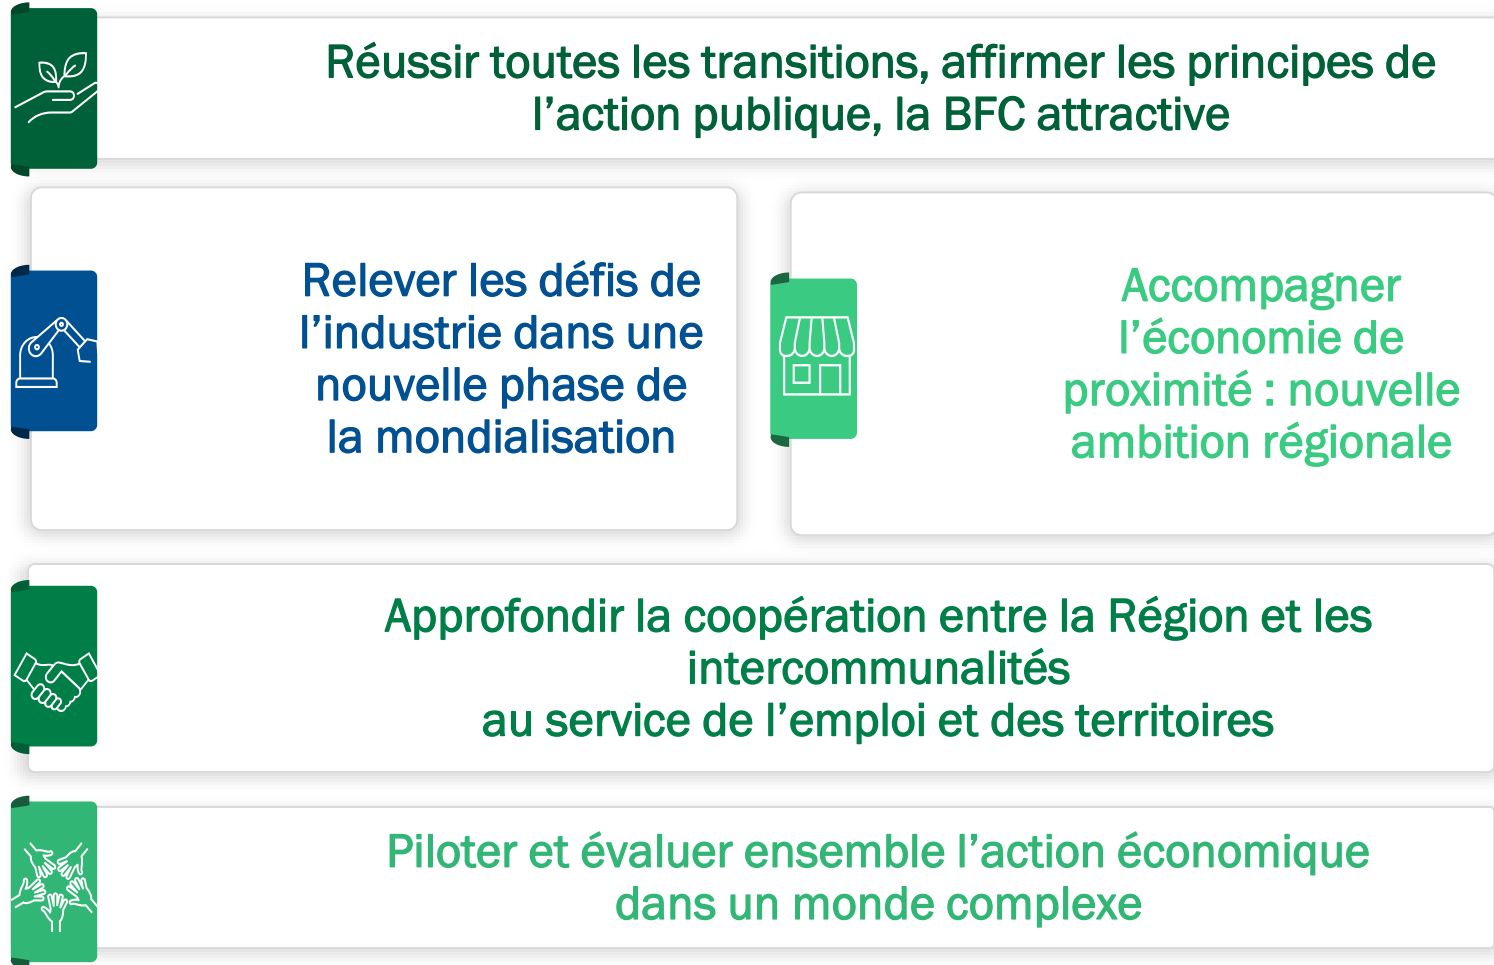 Réussir toutes les transitions, affirmer les principes de
l’action publique, la BFC attractive
Relever les défis de
l’industrie dans une
nouvelle phase de
la mondialisation
Accompagner
l’économie de
proximité : nouvelle
ambition régionale
Approfondir la coopération entre la Région et les
intercommunalités
au service de l’emploi et des territoires
Piloter et évaluer ensemble l’action économique
dans un monde complexe